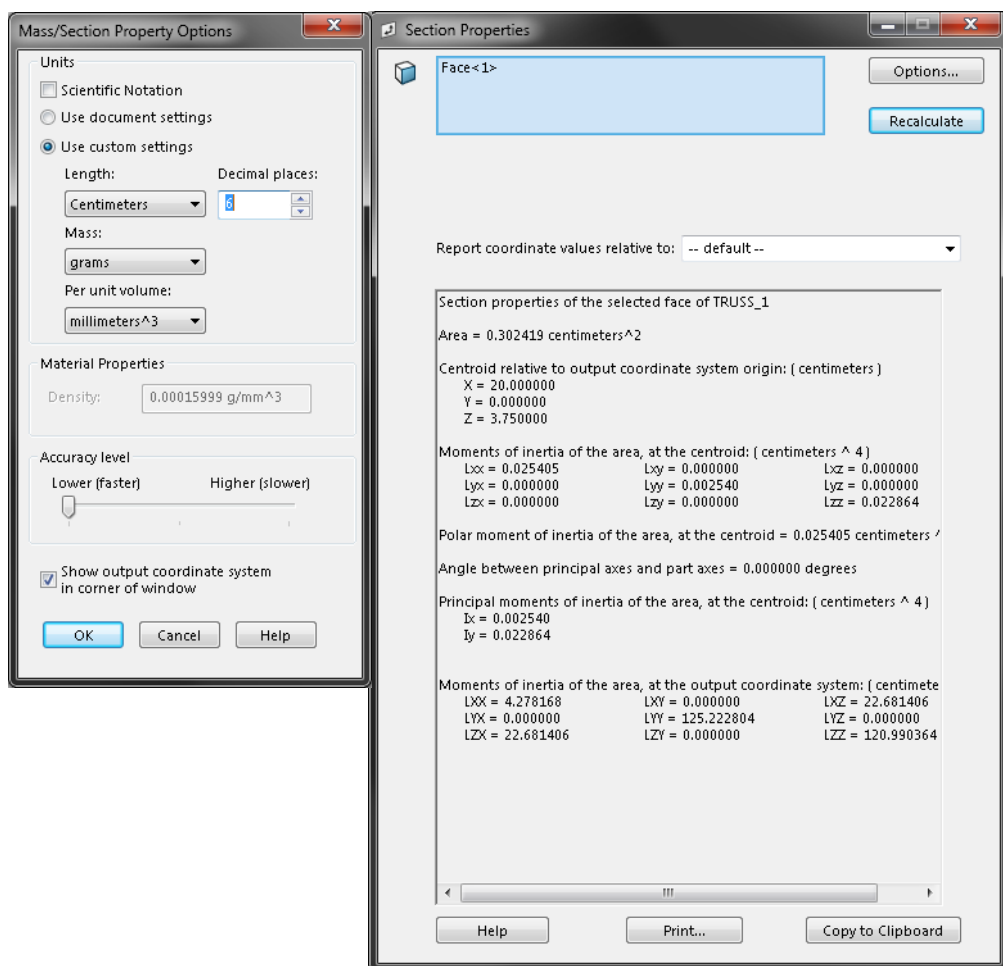 Mass/Section Property Options
Units
Scientific Notation
Use document settings
Use custom settings
Length: Decimal places:
Centimeters 6
Mass:
grams
Per unit volume:
millimeters^3
Material Properties
Density: 0.00015999 g/mm^3
Accuracy level
Lower (faster) Higher (slower)
Show output coordinate system
in corner of window
OK Cancel Help
Section Properties
Face<1>
Options...
Recalculate
Report coordinate values relative to: -- default --
Section properties of the selected face of TRUSS_1
Area = 0.302419 centimeters^2
Centroid relative to output coordinate system origin: ( centimeters )
X = 20.000000
Y = 0.000000
Z = 3.750000
Moments of inertia of the area, at the centroid: ( centimeters ^ 4 )
Lxx = 0.025405 Lxy = 0.000000 Lxz = 0.000000
Lyx = 0.000000 Lyy = 0.002540 Lyz = 0.000000
Lzx = 0.000000 Lzy = 0.000000 Lzz = 0.022864
Polar moment of inertia of the area, at the centroid = 0.025405 centimeters ^
Angle between principal axes and part axes = 0.000000 degrees
Principal moments of inertia of the area, at the centroid: ( centimeters ^ 4 )
Ix = 0.002540
Iy = 0.022864
Moments of inertia of the area, at the output coordinate system: ( centimete
LXX = 4.278168 LXY = 0.000000 LXZ = 22.681406
LYX = 0.000000 LYY = 125.222804 LYZ = 0.000000
LZX = 22.681406 LZY = 0.000000 LZZ = 120.990364
Help Print... Copy to Clipboard